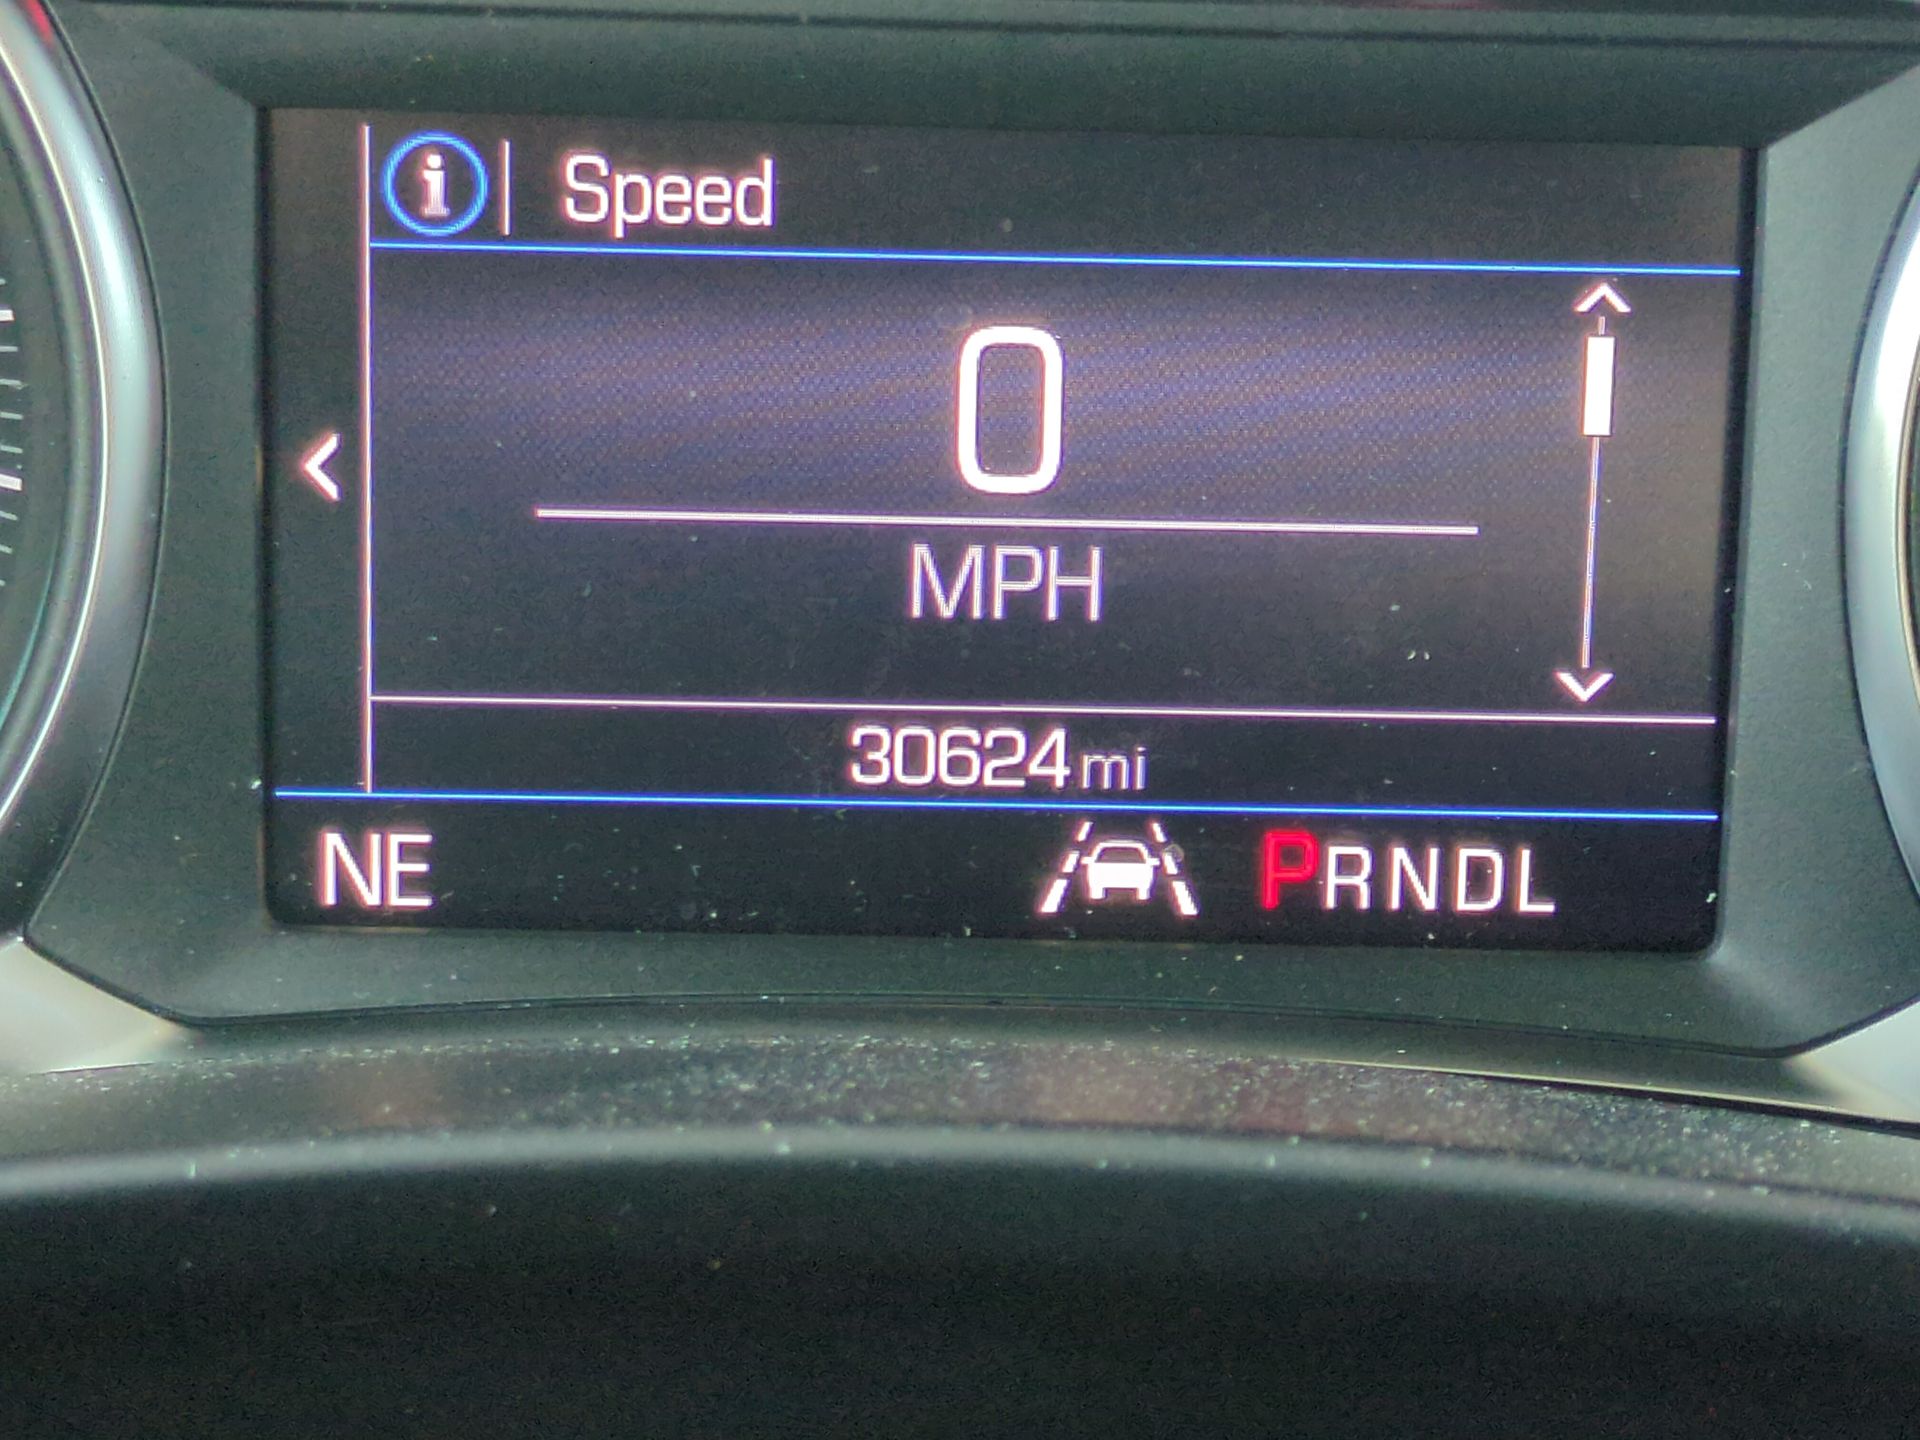 i Speed
0
MPH
30624 mi
NE PRNDL